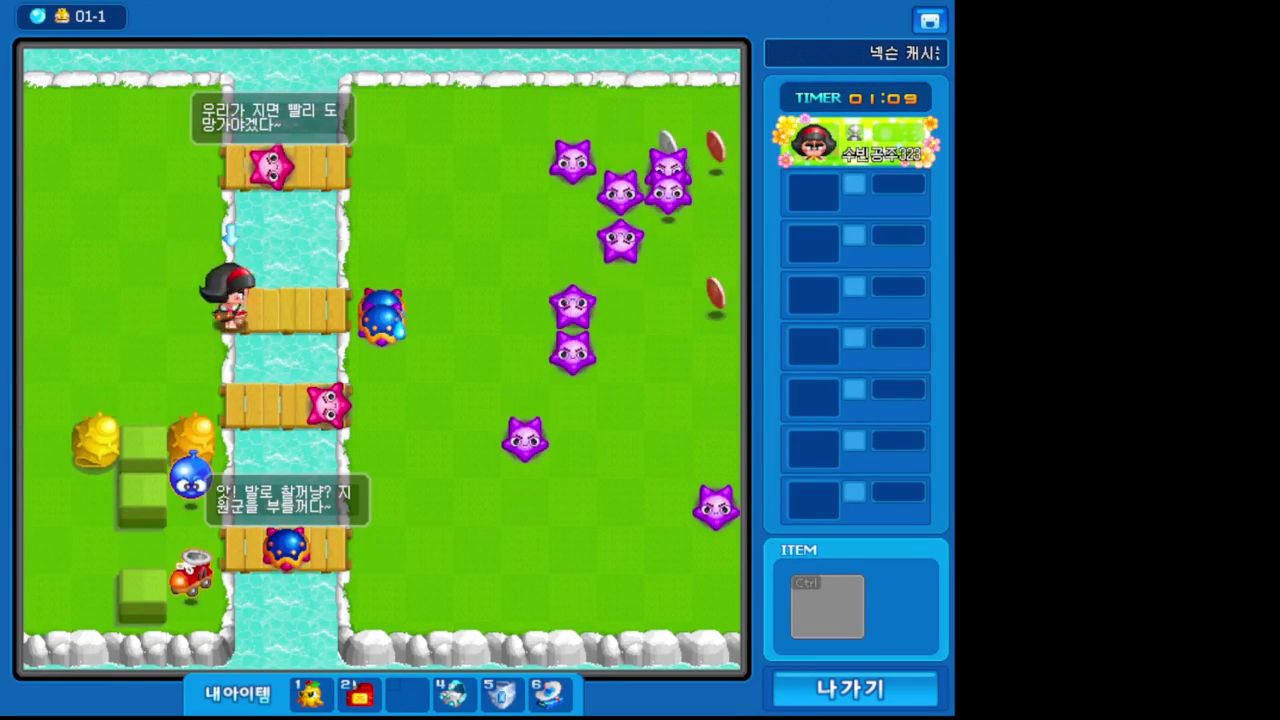 01-1
넥슨 캐시
TIMER 01:09
수빈공주323
우리가 지면 빨리 도
망가야겠다~
앗! 발로 할꺼냥? 지
원군을 부를꺼다~
ITEM
Ctrl
내아이템
1
2
4
5
6
나가기